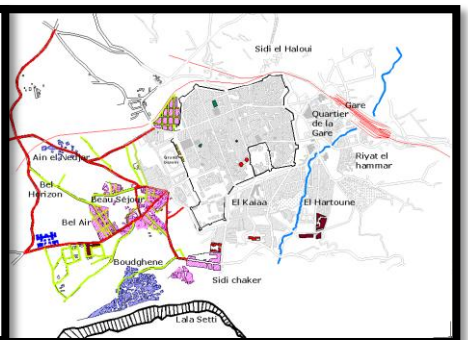 Sidi el Haloui
Gare
Quartier
de la
Gare
Riyat el
hammar
Ain el Nedjar
Bel
Horizon
Beau Séjour
El Kalaa
El Hartoune
Bel Air
Boudghene
Sidi chaker
Lala Setti